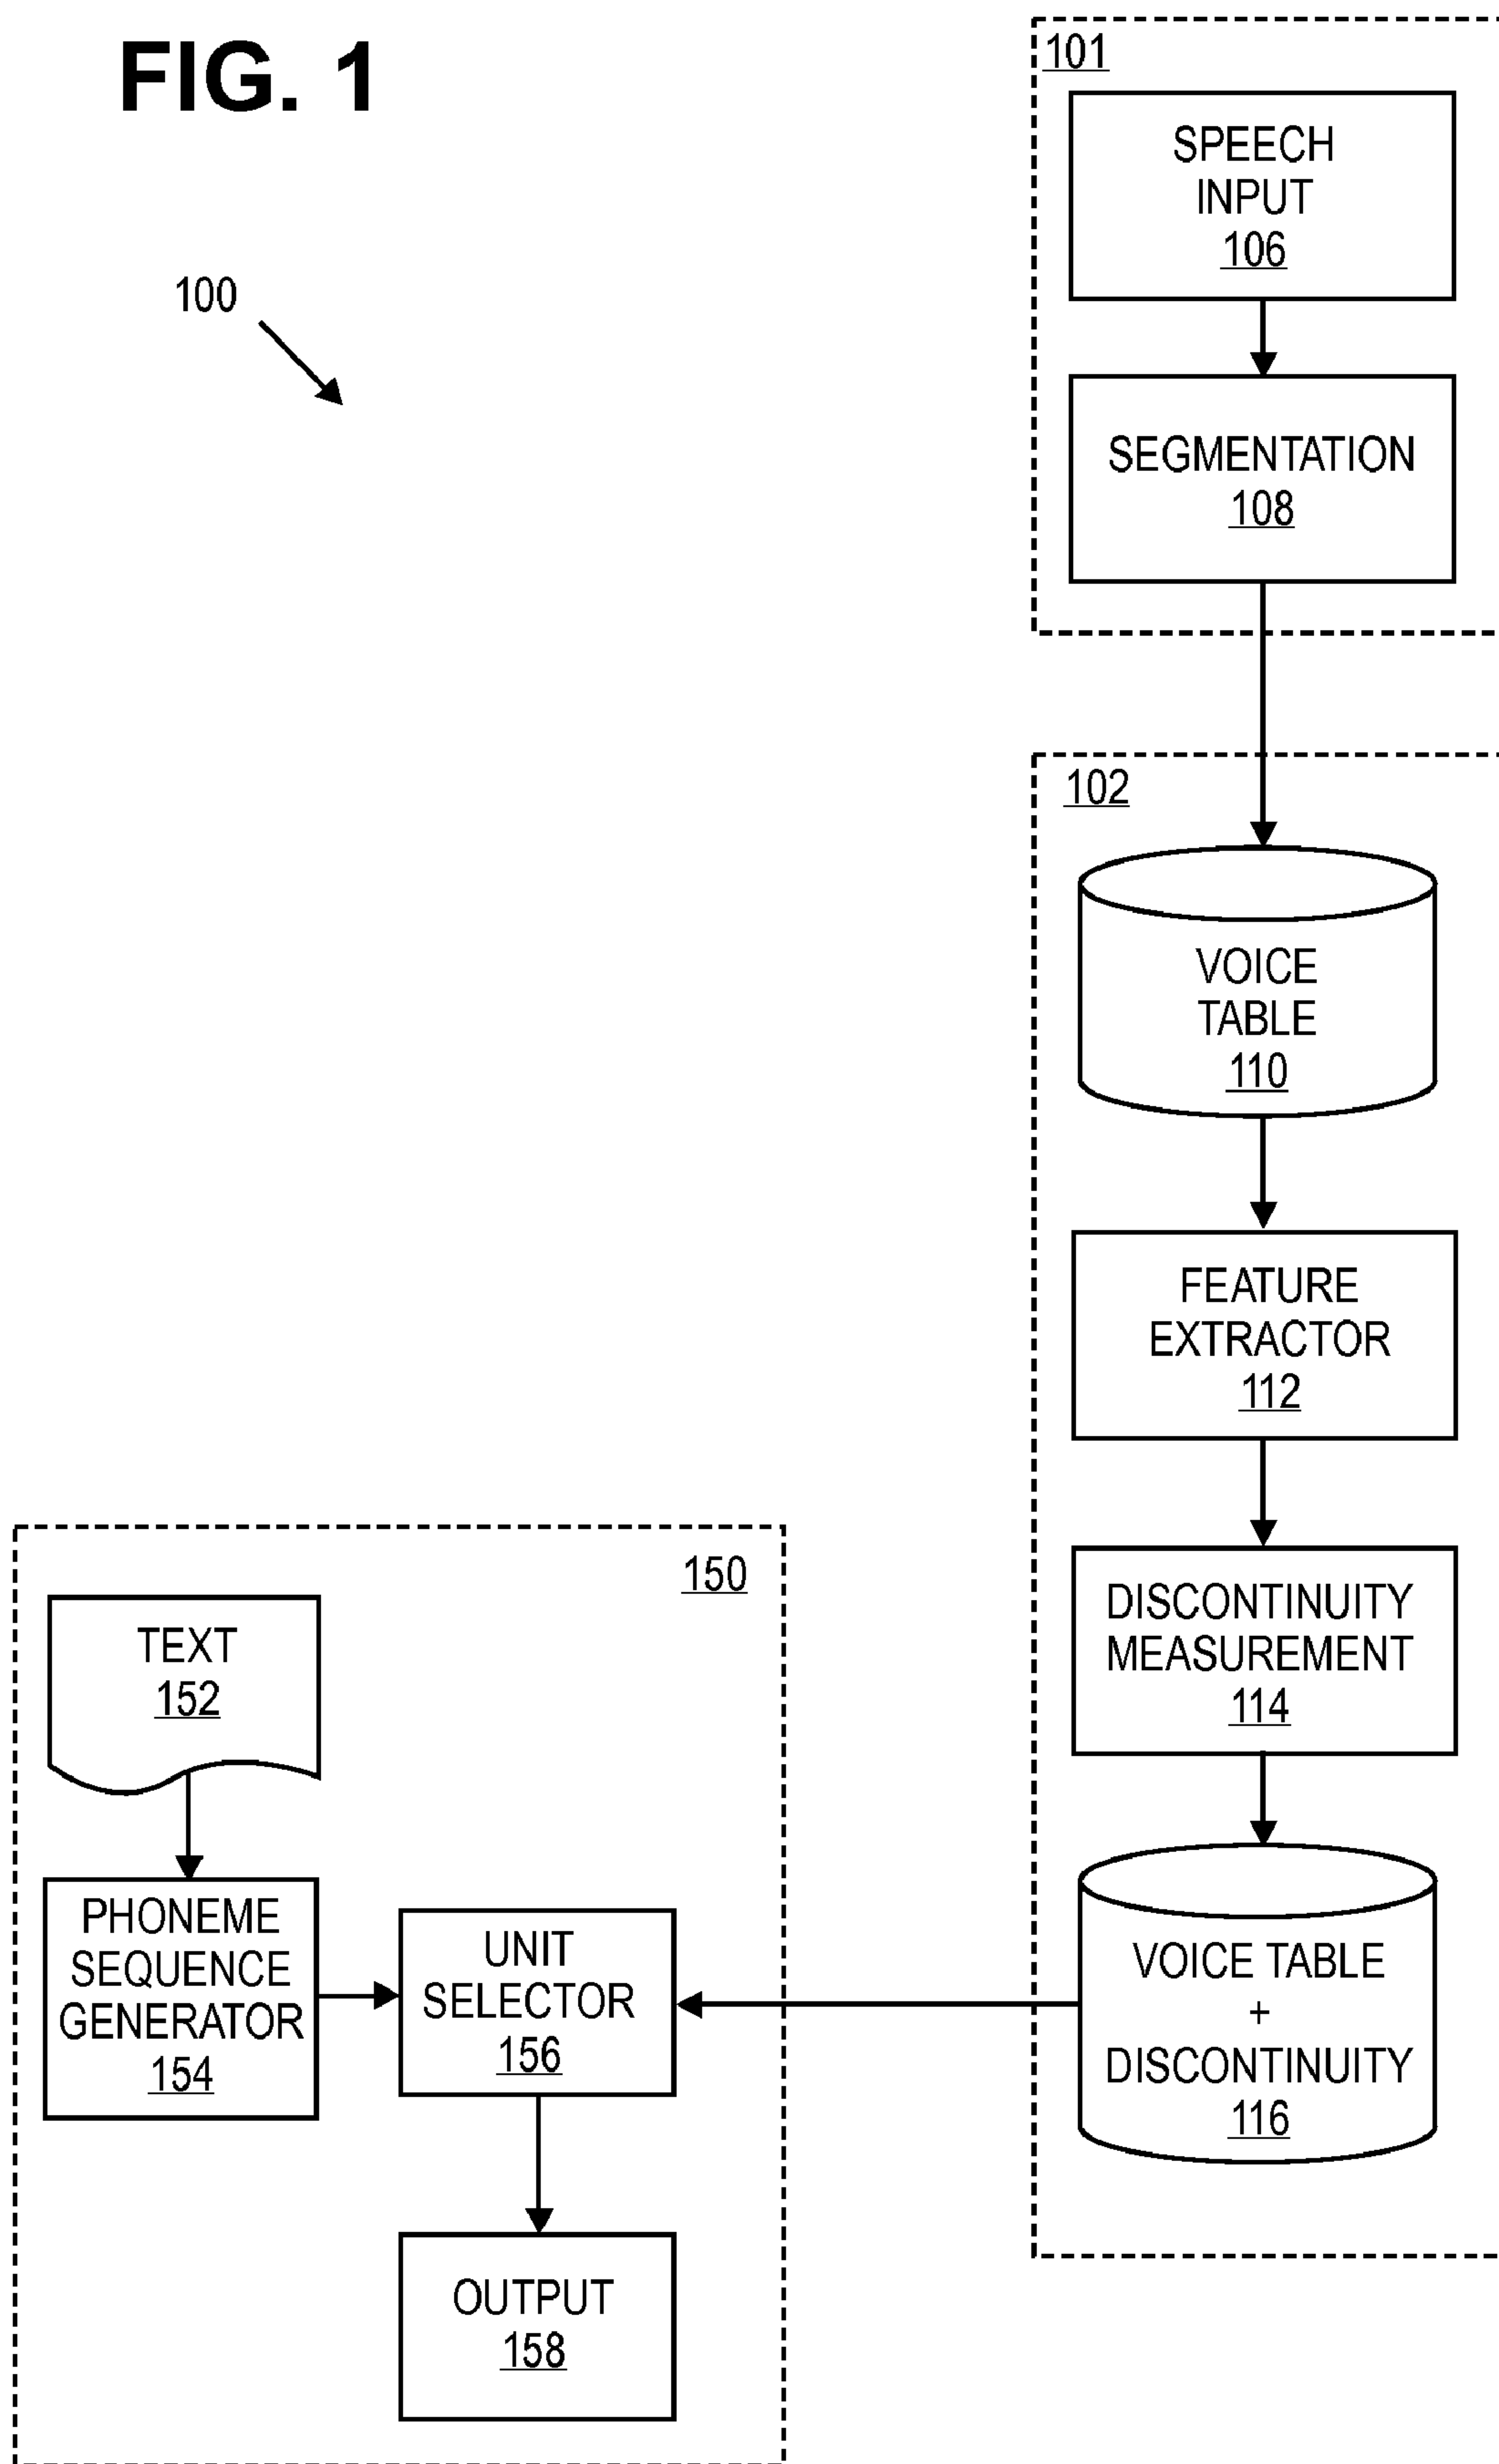 FIG. 1
100
101
SPEECH
INPUT
106
SEGMENTATION
108
102
VOICE
TABLE
110
FEATURE
EXTRACTOR
112
DISCONTINUITY
MEASUREMENT
114
VOICE TABLE
+
DISCONTINUITY
116
150
TEXT
152
PHONEME
SEQUENCE
GENERATOR
154
UNIT
SELECTOR
156
OUTPUT
158